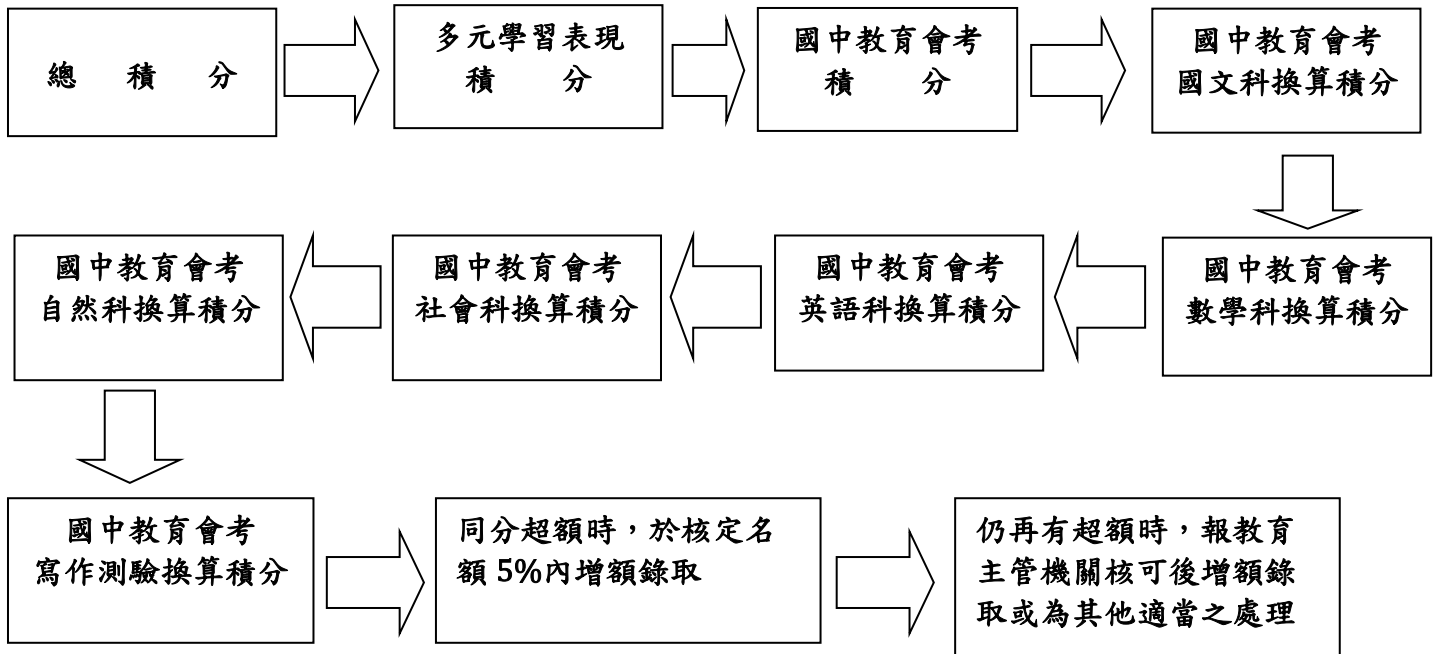 總 積 分
多元學習表現
積 分
國中教育會考
積 分
國中教育會考
國文科換算積分
國中教育會考
數學科換算積分
國中教育會考
英語科換算積分
國中教育會考
社會科換算積分
國中教育會考
自然科換算積分
國中教育會考
寫作測驗換算積分
同分超額時，於核定名
額 5%內增額錄取
仍再有超額時，報教育
主管機關核可後增額錄
取或為其他適當之處理